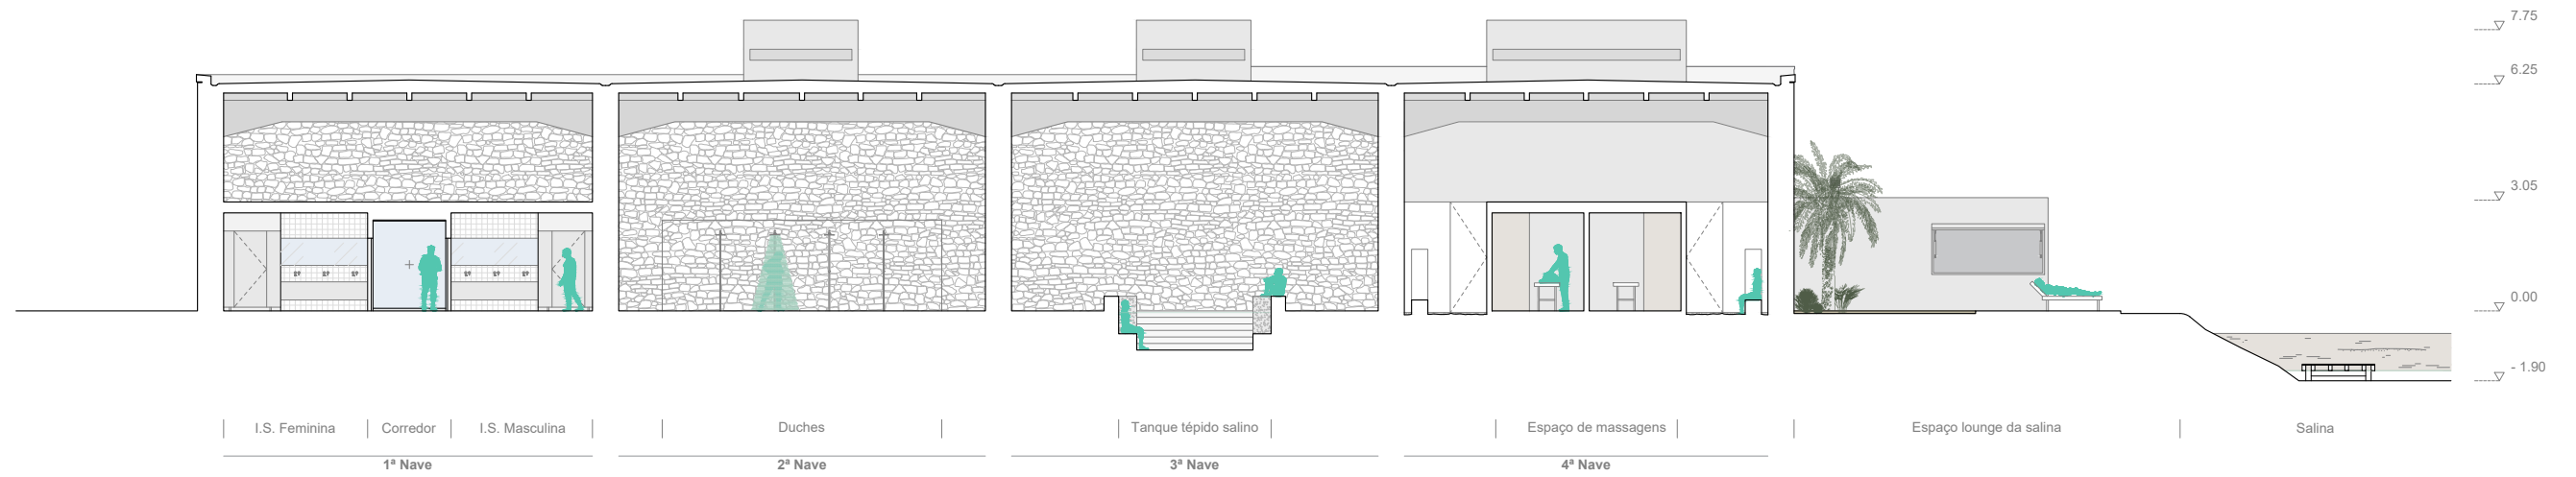 7.75
6.25
3.05
0.00
- 1.90
I.S. Feminina
Corredor
I.S. Masculina
Duches
Tanque tépido salino
Espaço de massagens
Espaço lounge da salina
Salina
1ª Nave
2ª Nave
3ª Nave
4ª Nave